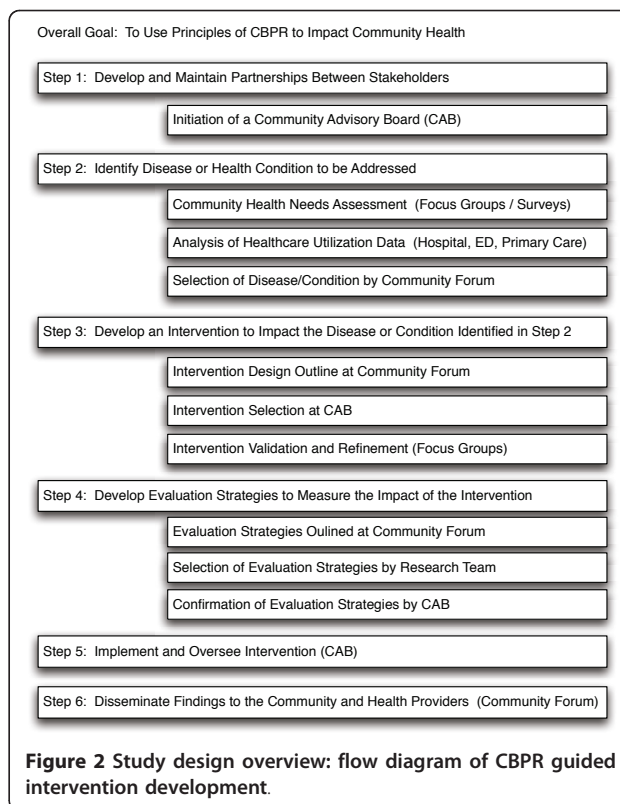 Overall Goal:  To Use Principles of CBPR to Impact Community Health
Step 1:  Develop and Maintain Partnerships Between Stakeholders
Initiation of a Community Advisory Board (CAB)
Step 2:  Identify Disease or Health Condition to be Addressed
Community Health Needs Assessment  (Focus Groups / Surveys)
Analysis of Healthcare Utilization Data  (Hospital, ED, Primary Care)
Selection of Disease/Condition by Community Forum
Step 3:  Develop an Intervention to Impact the Disease or Condition Identified in Step 2
Intervention Design Outline at Community Forum
Intervention Selection at CAB
Intervention Validation and Refinement (Focus Groups)
Step 4:  Develop Evaluation Strategies to Measure the Impact of the Intervention
Evaluation Strategies Oulined at Community Forum
Selection of Evaluation Strategies by Research Team
Confirmation of Evaluation Strategies by CAB
Step 5:  Implement and Oversee Intervention (CAB)
Step 6:  Disseminate Findings to the Community and Health Providers  (Community Forum)
Figure 2 Study design overview: flow diagram of CBPR guided
intervention development.